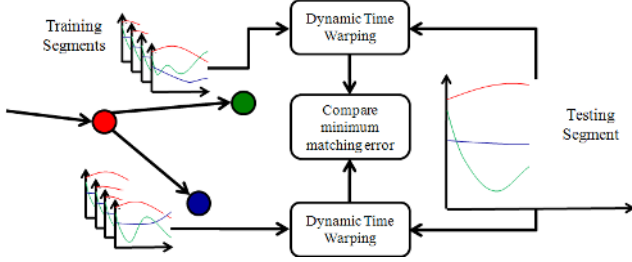 Training
Segments
Dynamic Time
Warping
Compare
minimum
matching error
Testing
Segment
Dynamic Time
Warping